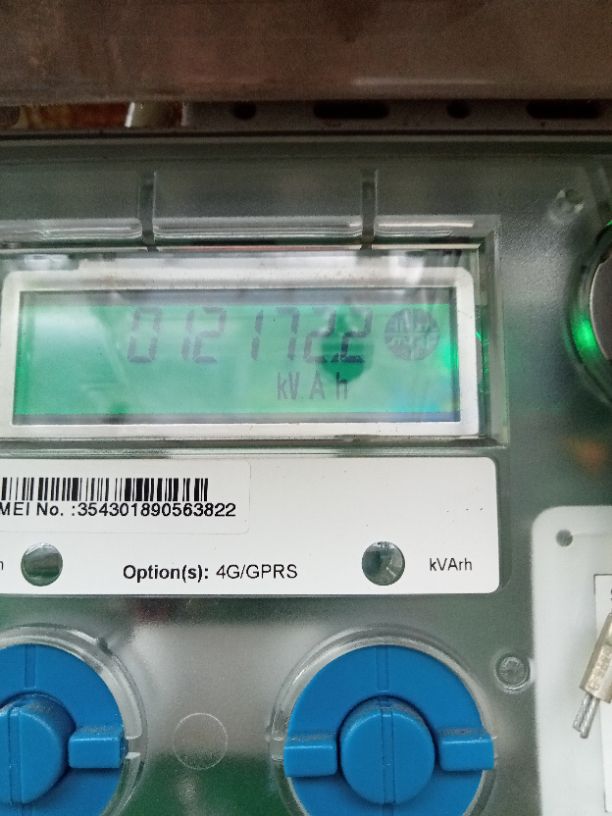 0121722
kVAh
MEI No. :354301890563822
Option(s): 4G/GPRS
kVArh